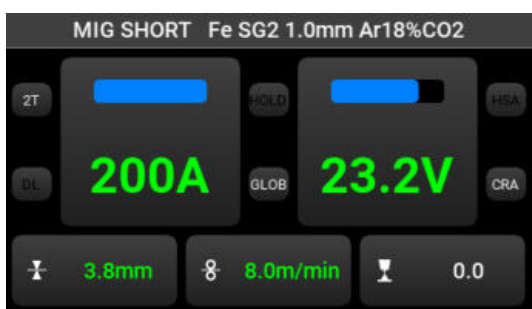 MIG SHORT Fe SG2 1.0mm Ar18%CO2
2T
HOLD
HSA
200A
23.2V
DL
GLOB
CRA
3.8mm
8.0m/min
0.0